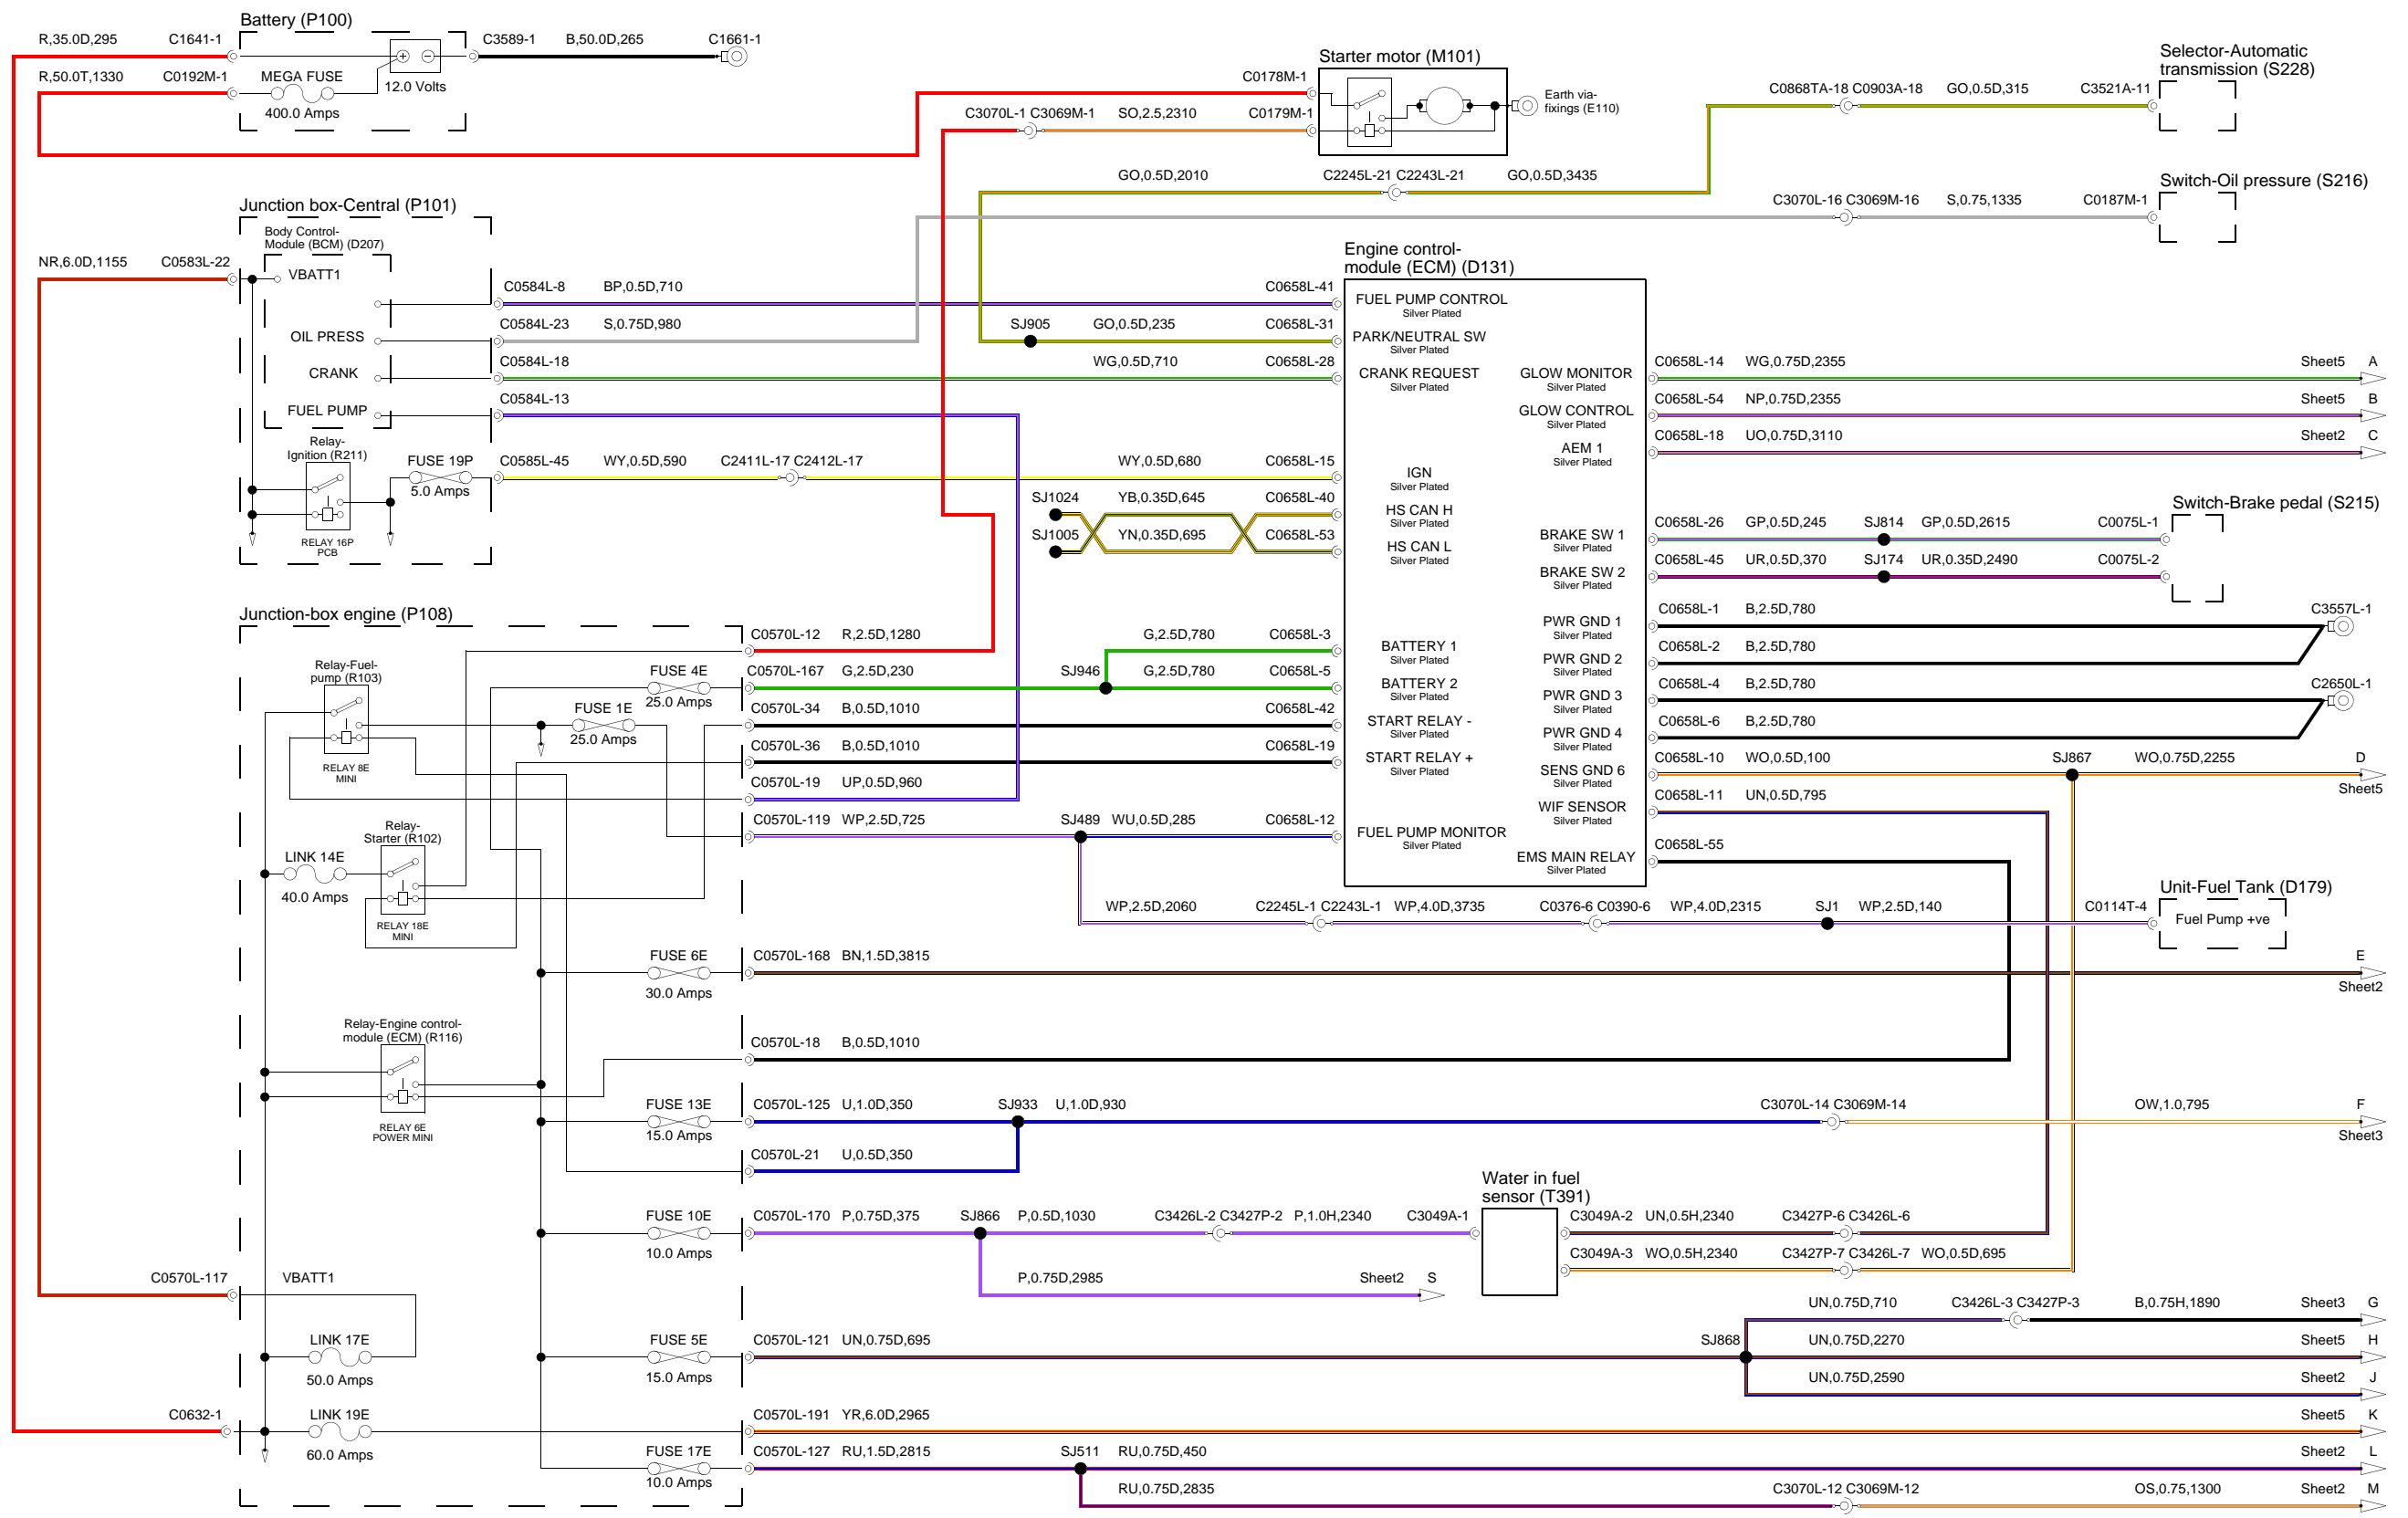 Battery (P100)
R,35.0D,295 C1641-1 C3589-1 B,50.0D,265 C1661-1
R,50.0T,1330 C0192M-1 MEGA FUSE
400.0 Amps
12.0 Volts
Starter motor (M101)
C0178M-1
C3070L-1 C3069M-1 SO,2.5,2310 C0179M-1
Earth via-
fixings (E110)
Selector-Automatic
transmission (S228)
C0868TA-18 C0903A-18 GO,0.5D,315 C3521A-11
GO,0.5D,2010 C2245L-21 C2243L-21 GO,0.5D,3435
Switch-Oil pressure (S216)
C3070L-16 C3069M-16 S,0.75,1335 C0187M-1
Junction box-Central (P101)
Body Control-
Module (BCM) (D207)
NR,6.0D,1155 C0583L-22 VBATT1
OIL PRESS
CRANK
FUEL PUMP
Relay-
Ignition (R211)
RELAY 16P
PCB
FUSE 19P
5.0 Amps
C0584L-8 BP,0.5D,710 C0658L-41
C0584L-23 S,0.75D,980 SJ905 GO,0.5D,235 C0658L-31
C0584L-18 WG,0.5D,710 C0658L-28
C0584L-13
C0585L-45 WY,0.5D,590 C2411L-17 C2412L-17 WY,0.5D,680 C0658L-15
SJ1024 YB,0.35D,645 C0658L-40
SJ1005 YN,0.35D,695 C0658L-53
Engine control-
module (ECM) (D131)
FUEL PUMP CONTROL
Silver Plated
PARK/NEUTRAL SW
Silver Plated
CRANK REQUEST
Silver Plated
IGN
Silver Plated
HS CAN H
Silver Plated
HS CAN L
Silver Plated
BATTERY 1
Silver Plated
BATTERY 2
Silver Plated
START RELAY -
Silver Plated
START RELAY +
Silver Plated
FUEL PUMP MONITOR
Silver Plated
GLOW MONITOR
Silver Plated
GLOW CONTROL
Silver Plated
AEM 1
Silver Plated
BRAKE SW 1
Silver Plated
BRAKE SW 2
Silver Plated
PWR GND 1
Silver Plated
PWR GND 2
Silver Plated
PWR GND 3
Silver Plated
PWR GND 4
Silver Plated
SENS GND 6
Silver Plated
WIF SENSOR
Silver Plated
EMS MAIN RELAY
Silver Plated
C0658L-14 WG,0.75D,2355 Sheet5 A
C0658L-54 NP,0.75D,2355 Sheet5 B
C0658L-18 UO,0.75D,3110 Sheet2 C
Switch-Brake pedal (S215)
C0658L-26 GP,0.5D,245 SJ814 GP,0.5D,2615 C0075L-1
C0658L-45 UR,0.5D,370 SJ174 UR,0.35D,2490 C0075L-2
C0658L-1 B,2.5D,780 C3557L-1
C0658L-2 B,2.5D,780
C0658L-4 B,2.5D,780 C2650L-1
C0658L-6 B,2.5D,780
C0658L-10 WO,0.5D,100 SJ867 WO,0.75D,2255 D
Sheet5
C0658L-11 UN,0.5D,795
C0658L-55
Junction-box engine (P108)
Relay-Fuel-
pump (R103)
RELAY 8E
MINI
FUSE 4E
25.0 Amps
FUSE 1E
25.0 Amps
C0570L-12 R,2.5D,1280 G,2.5D,780 C0658L-3
C0570L-167 G,2.5D,230 SJ946 G,2.5D,780 C0658L-5
C0570L-34 B,0.5D,1010 C0658L-42
C0570L-36 B,0.5D,1010 C0658L-19
C0570L-19 UP,0.5D,960
C0570L-119 WP,2.5D,725 SJ489 WU,0.5D,285 C0658L-12
Relay-
Starter (R102)
LINK 14E
40.0 Amps
RELAY 18E
MINI
Unit-Fuel Tank (D179)
WP,2.5D,2060 C2245L-1 C2243L-1 WP,4.0D,3735 C0376-6 C0390-6 WP,4.0D,2315 SJ1 WP,2.5D,140 C0114T-4
Fuel Pump +ve
FUSE 6E
30.0 Amps
C0570L-168 BN,1.5D,3815 E
Sheet2
Relay-Engine control-
module (ECM) (R116)
RELAY 6E
POWER MINI
C0570L-18 B,0.5D,1010
FUSE 13E
15.0 Amps
C0570L-125 U,1.0D,350 SJ933 U,1.0D,930 C3070L-14 C3069M-14 OW,1.0,795 F
Sheet3
C0570L-21 U,0.5D,350
Water in fuel
sensor (T391)
FUSE 10E
10.0 Amps
C0570L-170 P,0.75D,375 SJ866 P,0.5D,1030 C3426L-2 C3427P-2 P,1.0H,2340 C3049A-1
C3049A-2 UN,0.5H,2340 C3427P-6 C3426L-6
C3049A-3 WO,0.5H,2340 C3427P-7 C3426L-7 WO,0.5D,695
P,0.75D,2985 Sheet2 S
C0570L-117 VBATT1
LINK 17E
50.0 Amps
UN,0.75D,710 C3426L-3 C3427P-3 B,0.75H,1890 Sheet3 G
FUSE 5E
15.0 Amps
C0570L-121 UN,0.75D,695 SJ868 UN,0.75D,2270 Sheet5 H
UN,0.75D,2590 Sheet2 J
C0632-1 LINK 19E
60.0 Amps
C0570L-191 YR,6.0D,2965 Sheet5 K
FUSE 17E
10.0 Amps
C0570L-127 RU,1.5D,2815 SJ511 RU,0.75D,450 Sheet2 L
RU,0.75D,2835 C3070L-12 C3069M-12 OS,0.75,1300 Sheet2 M